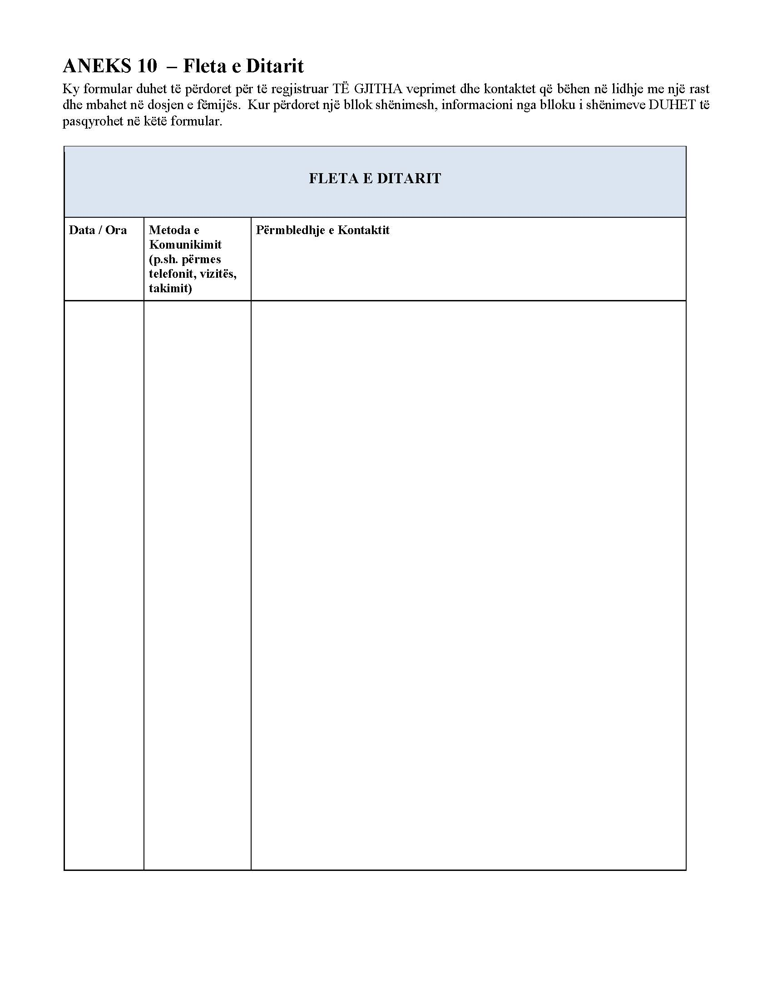 ANEKS 10 – Fleta e Ditarit
Ky formular duhet të përdoret për të regjistruar TË GJITHA veprimet dhe kontaktet që bëhen në lidhje me një rast
dhe mbahet në dosjen e fëmijës. Kur përdoret një bllok shënimesh, informacioni nga blloku i shënimeve DUHET të
pasqyrohet në këtë formular.
FLETA E DITARIT
Data / Ora
Metoda e
Komunikimit
(p.sh. përmes
telefonit, vizitës,
takimit)
Përmbledhje e Kontaktit